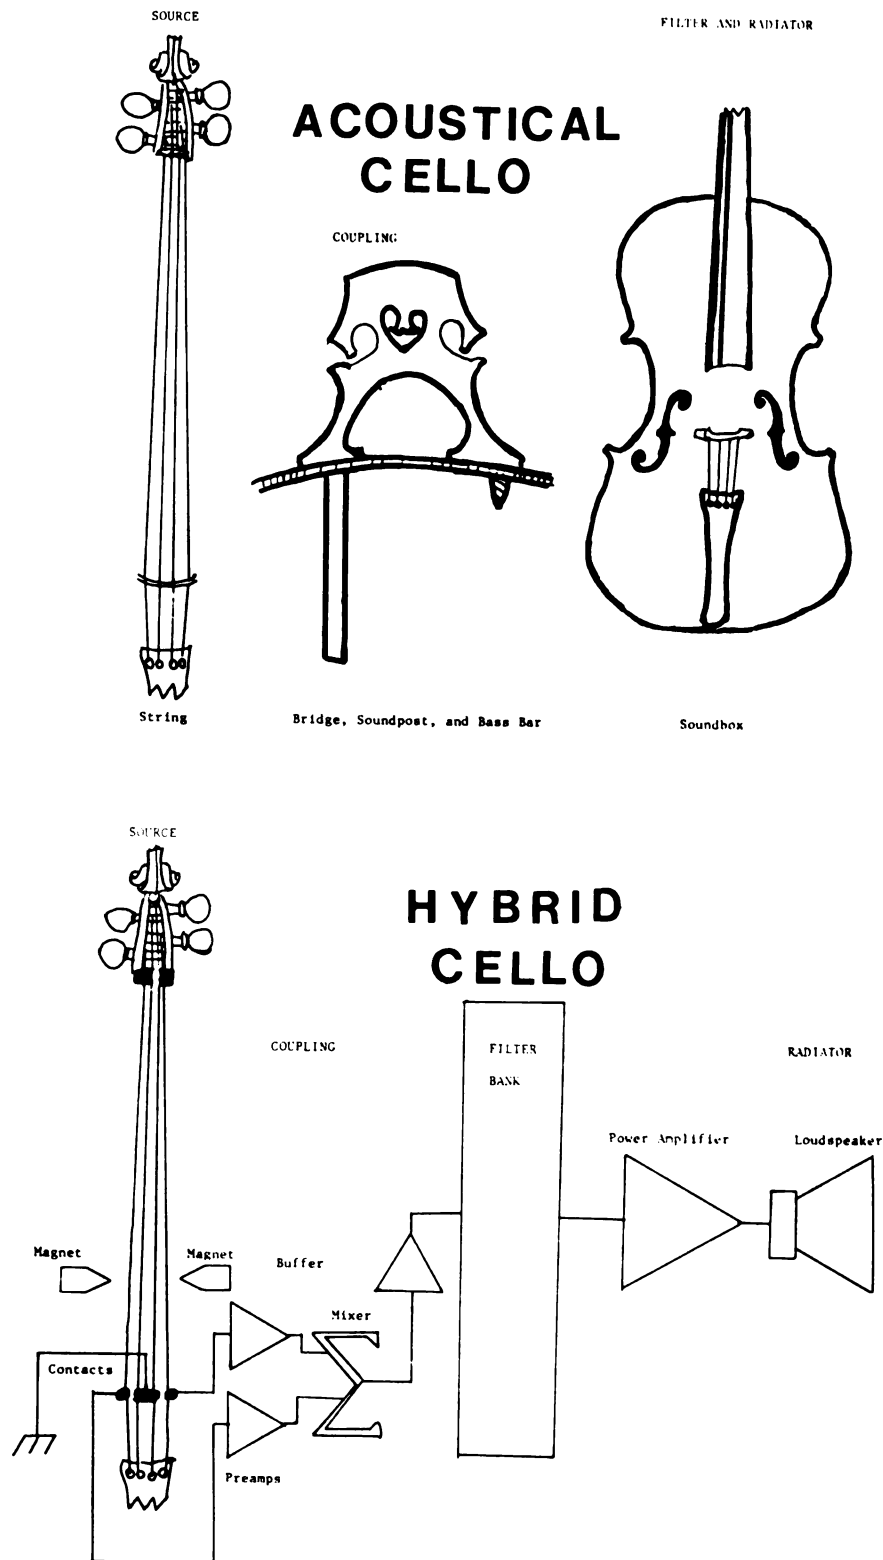 SOURCE
FILTER AND RADIATOR
ACOUSTICAL
CELLO
COUPLING
String
Bridge, Soundpost, and Bass Bar
Soundbox
SOURCE
HYBRID
CELLO
COUPLING
FILTER
BANK
RADIATOR
Power Amplifier
Loudspeaker
Magnet
Magnet
Buffer
Mixer
Contacts
Preamps